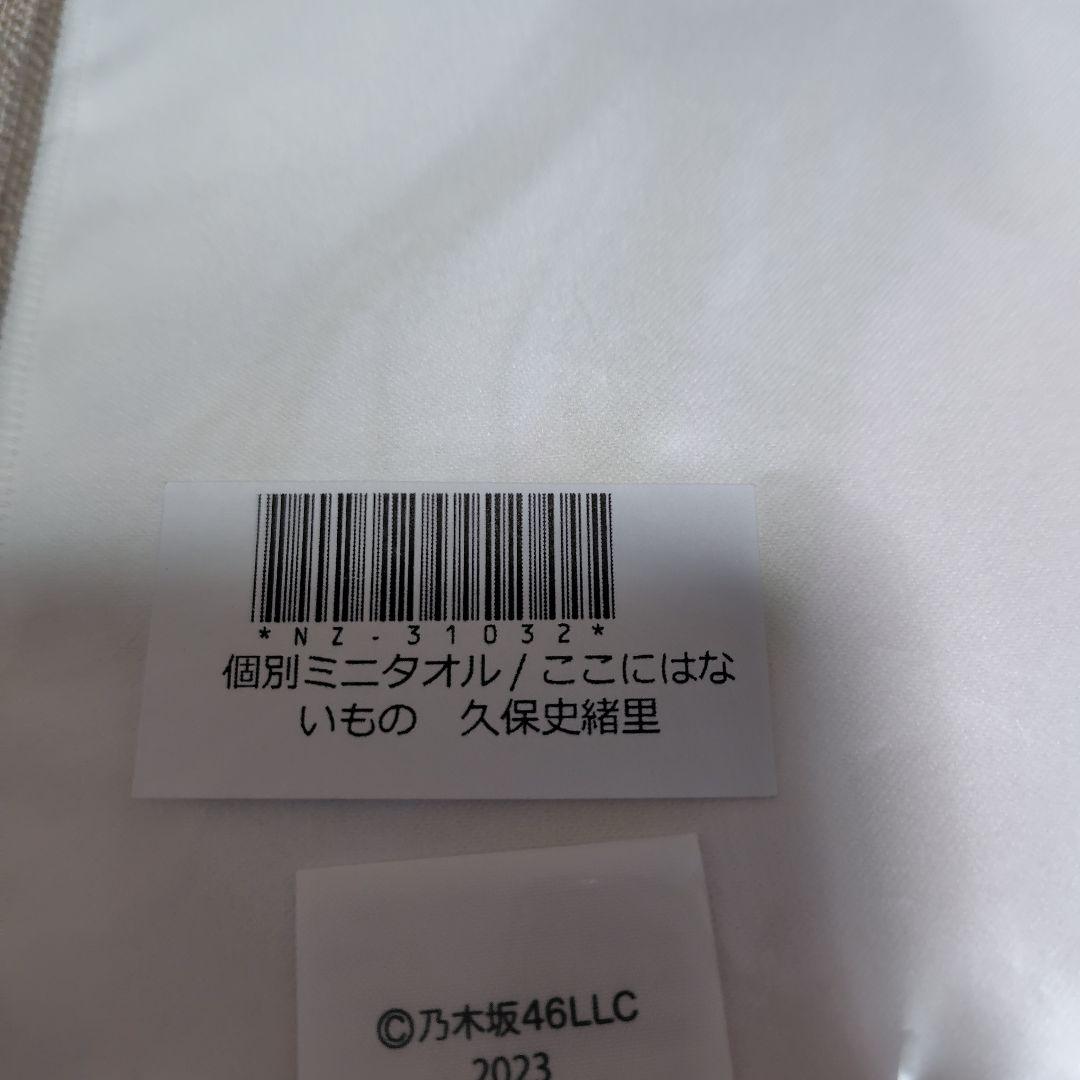 *NZ-31032*
個別ミニタオル/ここにはな
いもの　久保史緒里
©乃木坂46LLC
2023